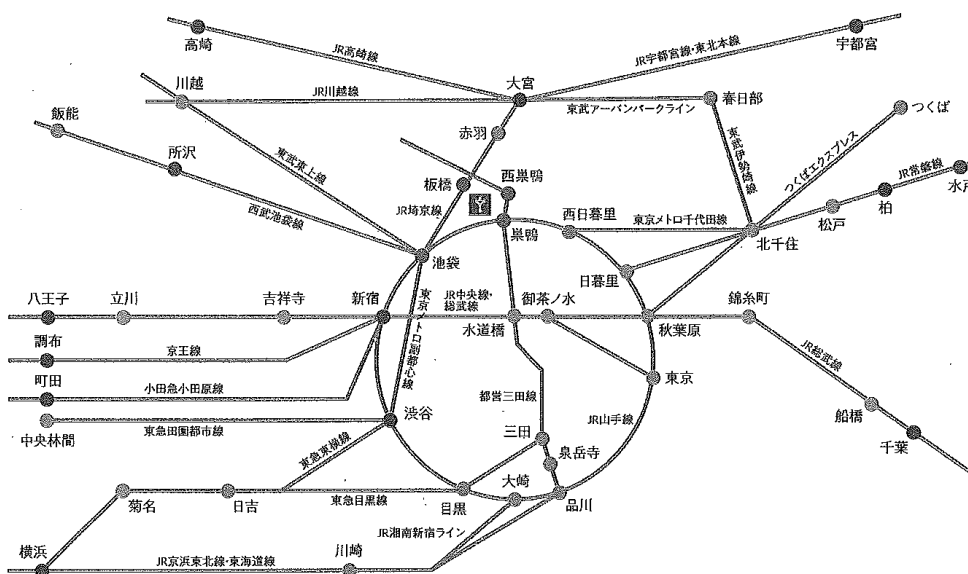 高崎
JR高崎線
JR宇都宮線・東北本線
宇都宮
川越
JR川越線
大宮
東武アーバンパークライン
春日部
つくば
飯能
所沢
東武東上線
西武池袋線
赤羽
板橋
JR埼京線
西巣鴨
巣鴨
西日暮里
東京メトロ千代田線
東武伊勢崎線
つくばエクスプレス
JR常磐線
水戸
柏
松戸
北千住
日暮里
池袋
八王子
立川
吉祥寺
新宿
東京メトロ副都心線
JR中央線・
総武線
御茶ノ水
水道橋
秋葉原
錦糸町
調布
京王線
町田
小田急小田原線
JR総武線
東京
都営三田線
JR山手線
船橋
千葉
渋谷
中央林間
東急田園都市線
東急東横線
三田
泉岳寺
大崎
品川
菊名
日吉
東急目黒線
目黒
JR湘南新宿ライン
横浜
JR京浜東北線・東海道線
川崎